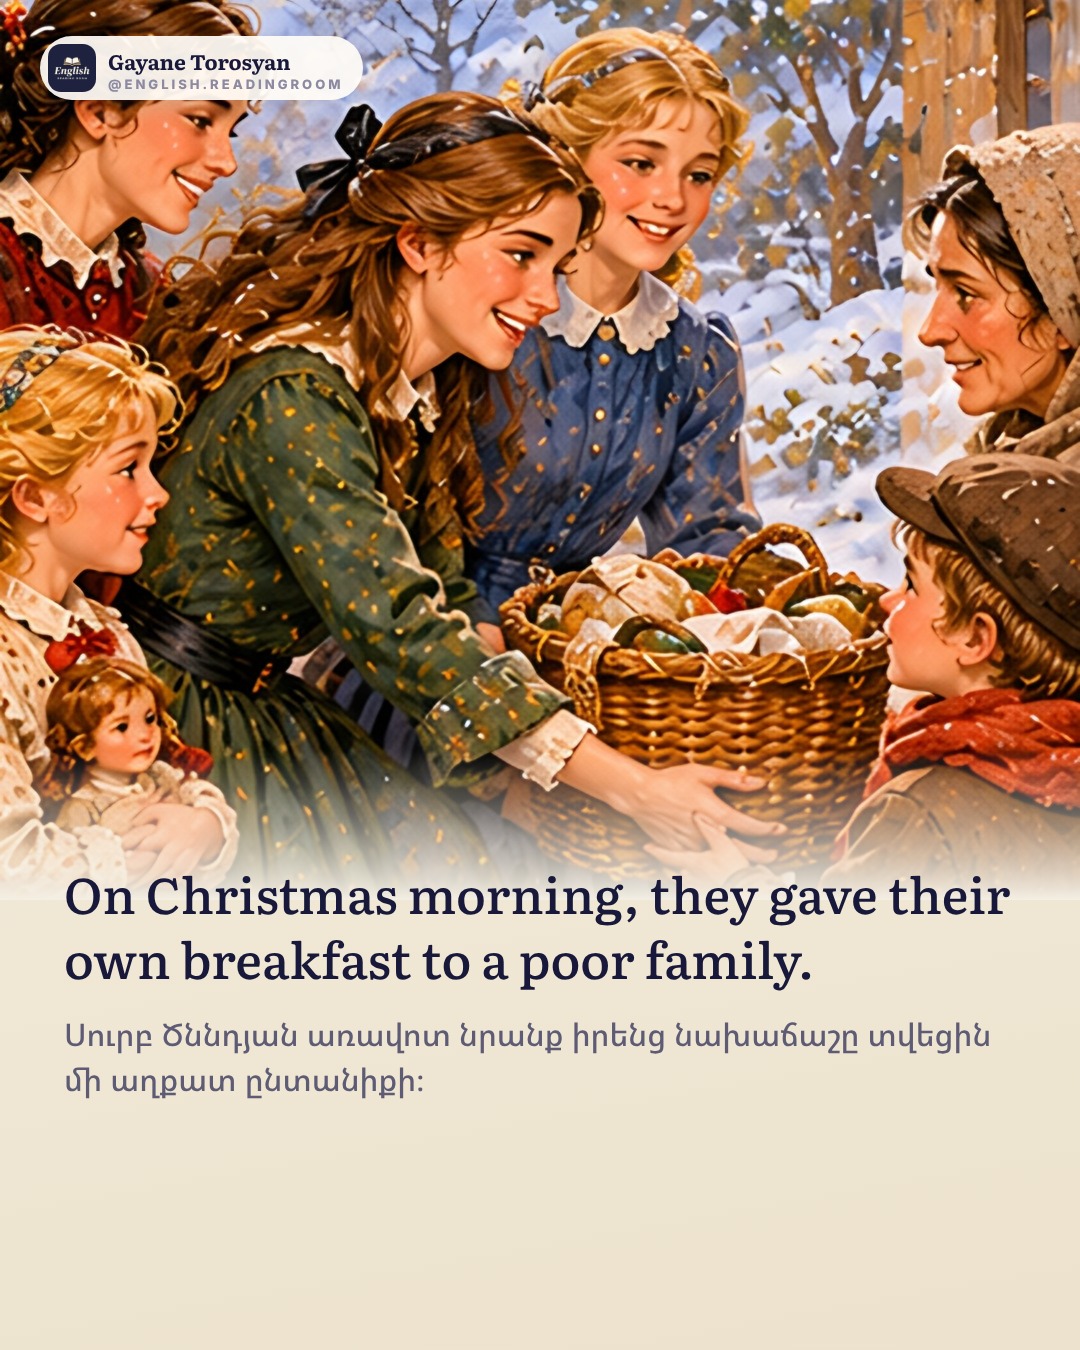 English
Gayane Torosyan
@ENGLISH.READINGROOM
On Christmas morning, they gave their
own breakfast to a poor family.
Սուրբ Ծննդյան առավոտ նրանք իրենց նախաճաշը տվեցին
մի աղքատ ընտանիքի։